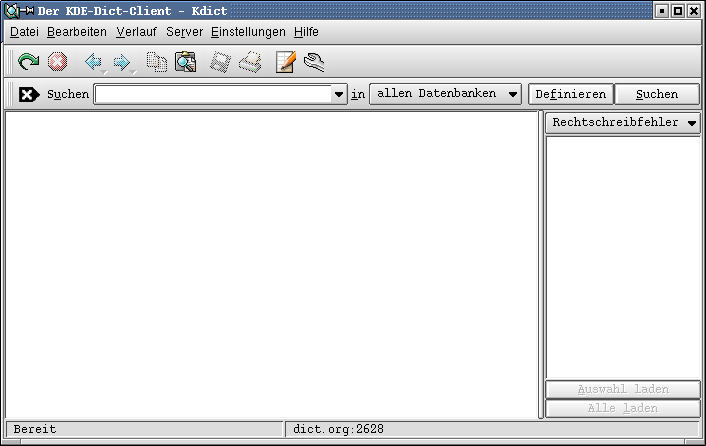 Der KDE-Dict-Client - Kdict
Datei Bearbeiten Verlauf Server Einstellungen Hilfe
Suchen in allen Datenbanken Definieren Suchen
Rechtschreibfehler
Auswahl laden
Alle laden
Bereit dict.org:2628